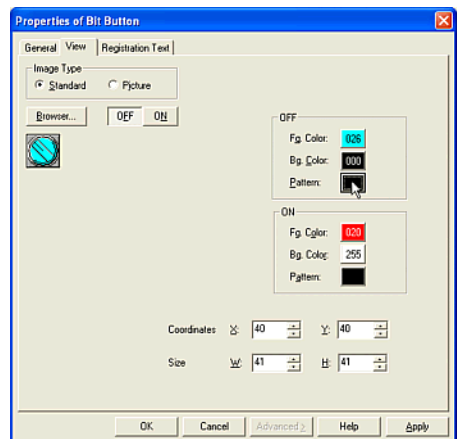 Properties of Bit Button
General View Registration Text
Image Type
Standard Picture
Browser... OFF ON
OFF
Fg. Color: 026
Bg. Color: 000
Pattern:
ON
Fg. Color: 020
Bg. Color: 255
Pattern:
Coordinates X: 40 Y: 40
Size W: 41 H: 41
OK Cancel Advanced > Help Apply